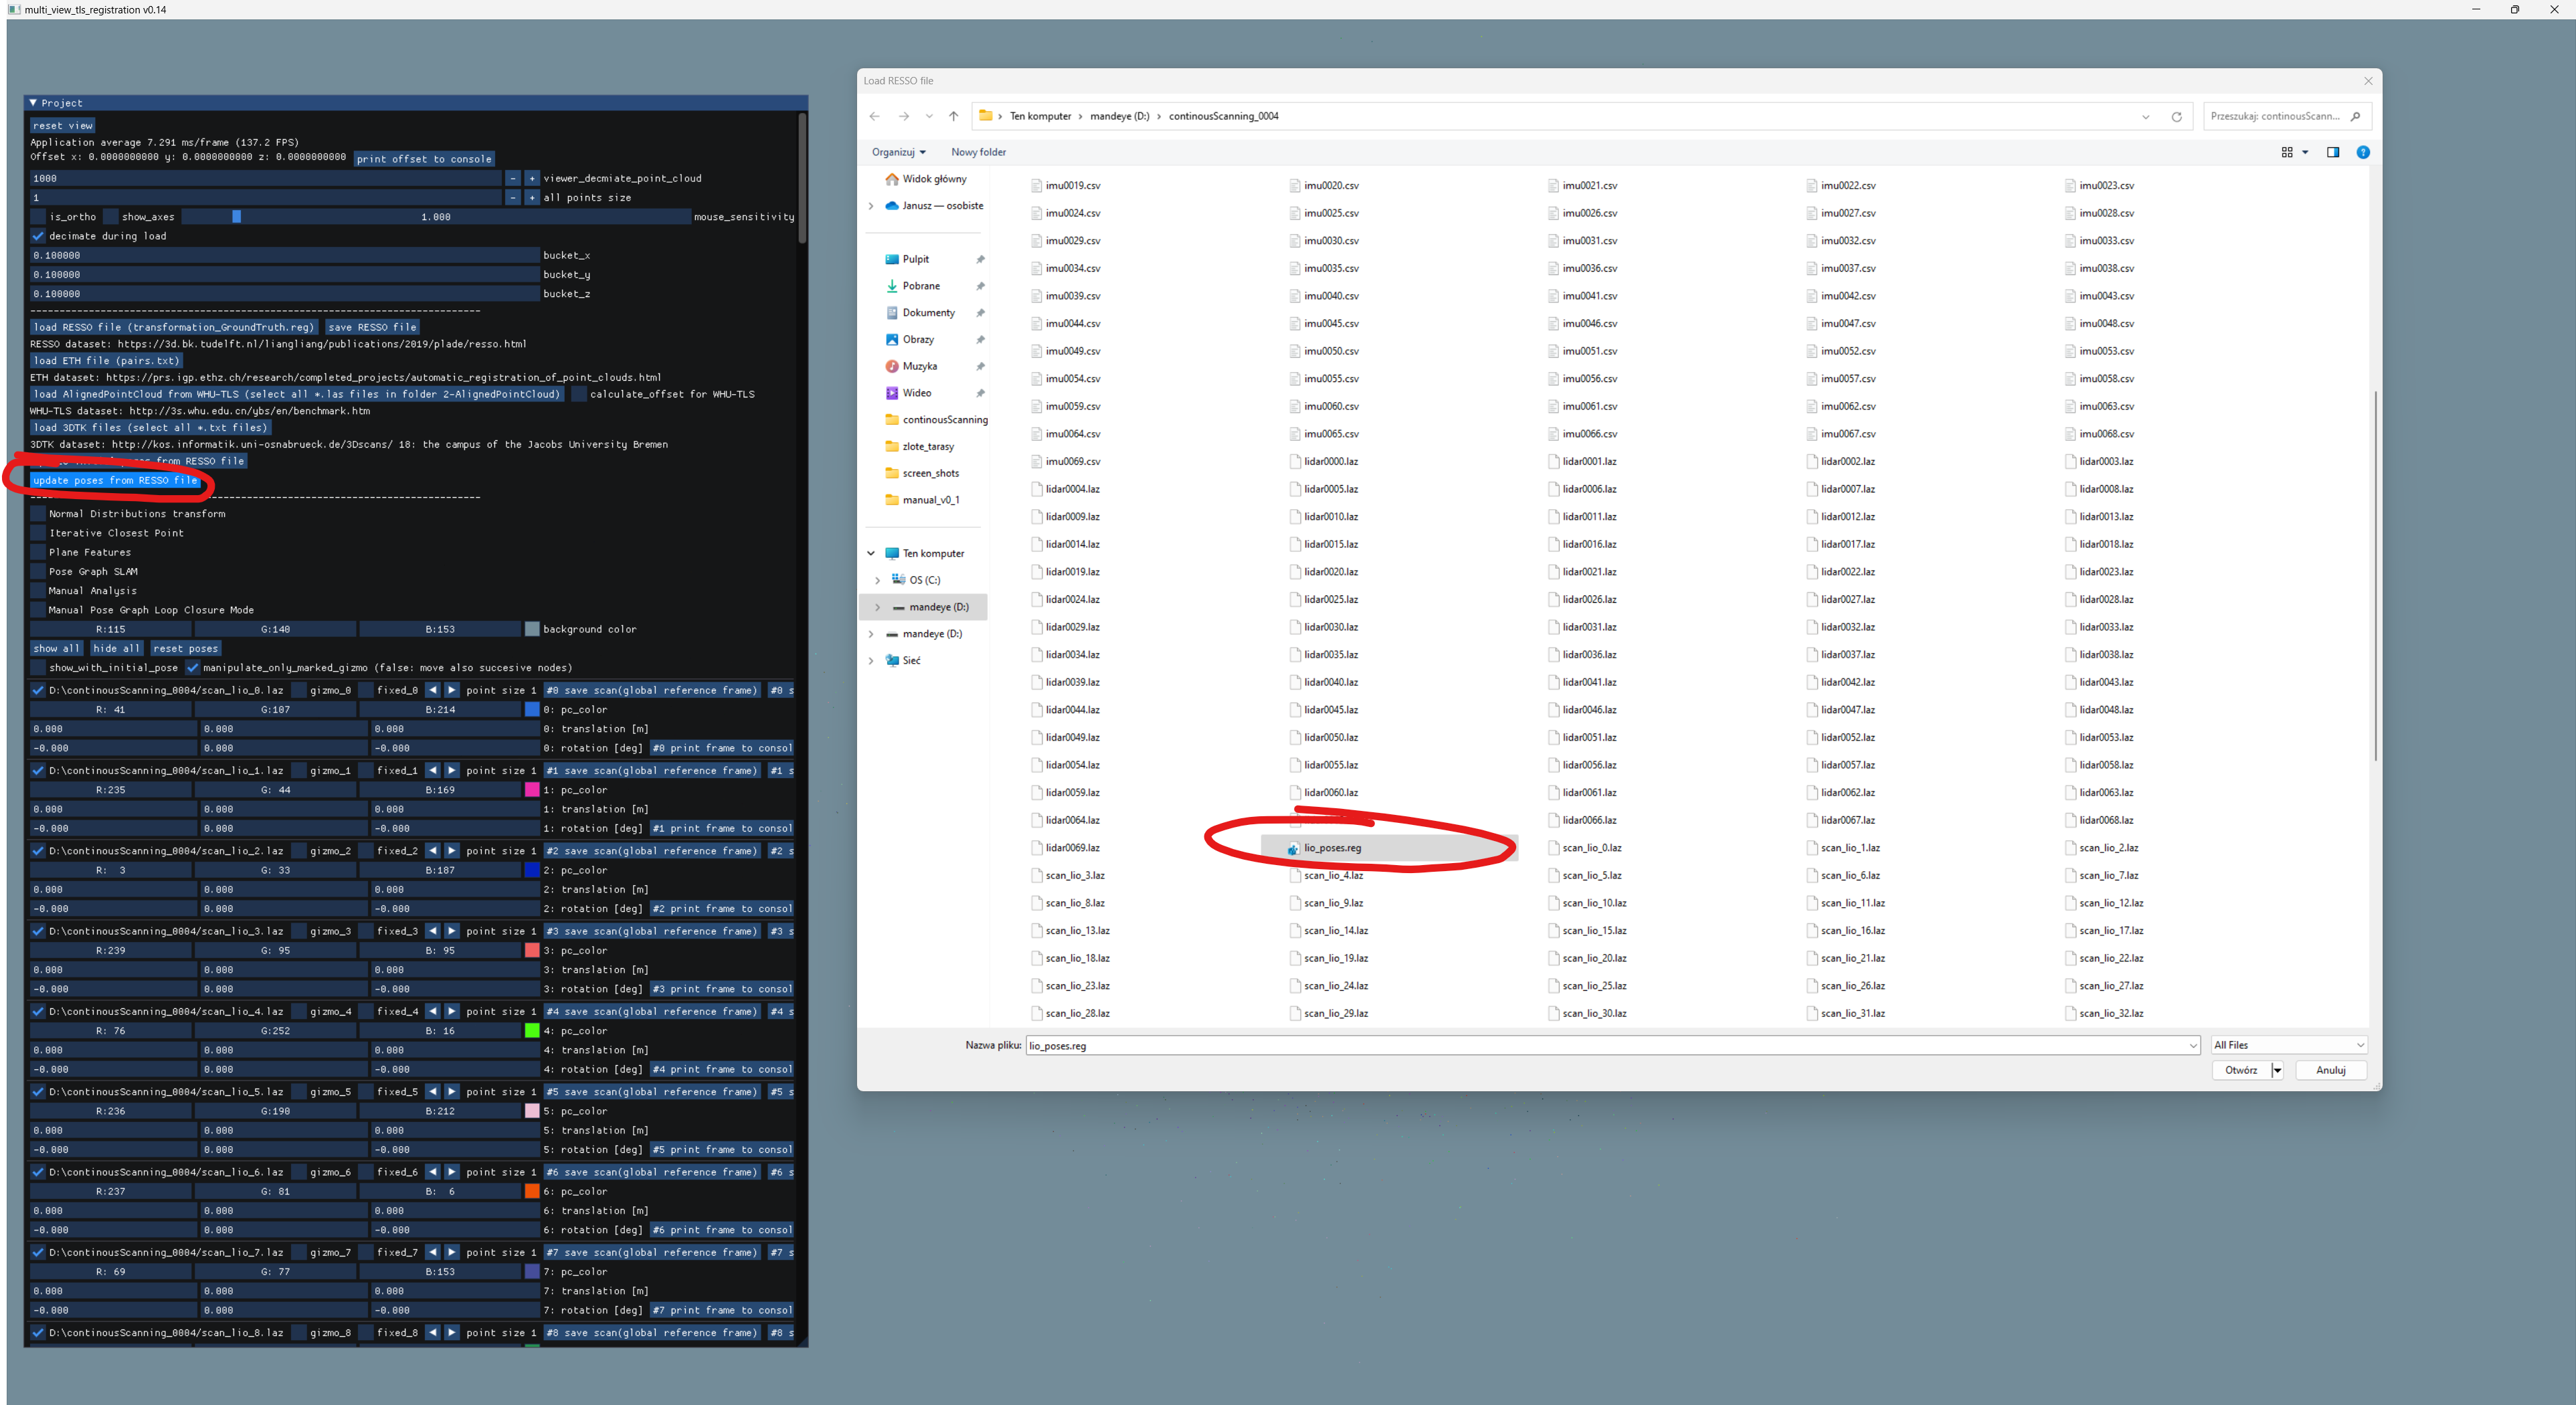 multi_view_tls_registration v0.14
Project
reset view
Application average 7.291 ms/frame (137.2 FPS)
Offset x: 0.0000000000 y: 0.0000000000 z: 0.0000000000 print offset to console
1000 - + viewer_decmiate_point_cloud
1 - + all points size
is_ortho show_axes 1.000 mouse_sensitivity
decimate during load
0.100000 bucket_x
0.100000 bucket_y
0.100000 bucket_z
--------------------------------------------------------------------------------
load RESSO file (transformation_GroundTruth.reg) save RESSO file
RESSO dataset: https://3d.bk.tudelft.nl/liangliang/publications/2019/plade/resso.html
load ETH file (pairs.txt)
ETH dataset: https://prs.igp.ethz.ch/research/completed_projects/automatic_registration_of_point_clouds.html
load AlignedPointCloud from WHU-TLS (select all *.las files in folder 2-AlignedPointCloud) calculate_offset for WHU-TLS
WHU-TLS dataset: http://3s.whu.edu.cn/ybs/en/benchmark.htm
load 3DTK files (select all *.txt files)
3DTK dataset: http://kos.informatik.uni-osnabrueck.de/3Dscans/ 18: the campus of the Jacobs University Bremen
from RESSO file
update poses from RESSO file
--------------------------------------------------------------------------------
Normal Distributions transform
Iterative Closest Point
Plane Features
Pose Graph SLAM
Manual Analysis
Manual Pose Graph Loop Closure Mode
R:115 G:140 B:153 background color
show all hide all reset poses
show_with_initial_pose manipulate_only_marked_gizmo (false: move also succesive nodes)
D:\continousScanning_0004/scan_lio_0.laz gizmo_0 fixed_0 point size 1 #0 save scan(global reference frame) #0 s
R: 41 G:107 B:214 0: pc_color
0.000 0.000 0.000 0: translation [m]
-0.000 0.000 -0.000 0: rotation [deg] #0 print frame to consol
D:\continousScanning_0004/scan_lio_1.laz gizmo_1 fixed_1 point size 1 #1 save scan(global reference frame) #1 s
R:235 G: 44 B:169 1: pc_color
0.000 0.000 0.000 1: translation [m]
-0.000 0.000 -0.000 1: rotation [deg] #1 print frame to consol
D:\continousScanning_0004/scan_lio_2.laz gizmo_2 fixed_2 point size 1 #2 save scan(global reference frame) #2 s
R: 3 G: 33 B:187 2: pc_color
0.000 0.000 0.000 2: translation [m]
-0.000 0.000 -0.000 2: rotation [deg] #2 print frame to consol
D:\continousScanning_0004/scan_lio_3.laz gizmo_3 fixed_3 point size 1 #3 save scan(global reference frame) #3 s
R:239 G: 95 B: 95 3: pc_color
0.000 0.000 0.000 3: translation [m]
-0.000 0.000 -0.000 3: rotation [deg] #3 print frame to consol
D:\continousScanning_0004/scan_lio_4.laz gizmo_4 fixed_4 point size 1 #4 save scan(global reference frame) #4 s
R: 76 G:252 B: 16 4: pc_color
0.000 0.000 0.000 4: translation [m]
-0.000 0.000 -0.000 4: rotation [deg] #4 print frame to consol
D:\continousScanning_0004/scan_lio_5.laz gizmo_5 fixed_5 point size 1 #5 save scan(global reference frame) #5 s
R:236 G:190 B:212 5: pc_color
0.000 0.000 0.000 5: translation [m]
-0.000 0.000 -0.000 5: rotation [deg] #5 print frame to consol
D:\continousScanning_0004/scan_lio_6.laz gizmo_6 fixed_6 point size 1 #6 save scan(global reference frame) #6 s
R:237 G: 81 B: 6 6: pc_color
0.000 0.000 0.000 6: translation [m]
-0.000 0.000 -0.000 6: rotation [deg] #6 print frame to consol
D:\continousScanning_0004/scan_lio_7.laz gizmo_7 fixed_7 point size 1 #7 save scan(global reference frame) #7 s
R: 69 G: 77 B:153 7: pc_color
0.000 0.000 0.000 7: translation [m]
-0.000 0.000 -0.000 7: rotation [deg] #7 print frame to consol
D:\continousScanning_0004/scan_lio_8.laz gizmo_8 fixed_8 point size 1 #8 save scan(global reference frame) #8 s
Load RESSO file
Ten komputer > mandeye (D:) > continousScanning_0004
Przeszukaj: continousScann...
Organizuj Nowy folder
Widok główny
Janusz — osobiste
Pulpit
Pobrane
Dokumenty
Obrazy
Muzyka
Wideo
continousScanning
zlote_tarasy
screen_shots
manual_v0_1
Ten komputer
OS (C:)
mandeye (D:)
mandeye (D:)
Sieć
imu0019.csv imu0020.csv imu0021.csv imu0022.csv imu0023.csv
imu0024.csv imu0025.csv imu0026.csv imu0027.csv imu0028.csv
imu0029.csv imu0030.csv imu0031.csv imu0032.csv imu0033.csv
imu0034.csv imu0035.csv imu0036.csv imu0037.csv imu0038.csv
imu0039.csv imu0040.csv imu0041.csv imu0042.csv imu0043.csv
imu0044.csv imu0045.csv imu0046.csv imu0047.csv imu0048.csv
imu0049.csv imu0050.csv imu0051.csv imu0052.csv imu0053.csv
imu0054.csv imu0055.csv imu0056.csv imu0057.csv imu0058.csv
imu0059.csv imu0060.csv imu0061.csv imu0062.csv imu0063.csv
imu0064.csv imu0065.csv imu0066.csv imu0067.csv imu0068.csv
imu0069.csv lidar0000.laz lidar0001.laz lidar0002.laz lidar0003.laz
lidar0004.laz lidar0005.laz lidar0006.laz lidar0007.laz lidar0008.laz
lidar0009.laz lidar0010.laz lidar0011.laz lidar0012.laz lidar0013.laz
lidar0014.laz lidar0015.laz lidar0016.laz lidar0017.laz lidar0018.laz
lidar0019.laz lidar0020.laz lidar0021.laz lidar0022.laz lidar0023.laz
lidar0024.laz lidar0025.laz lidar0026.laz lidar0027.laz lidar0028.laz
lidar0029.laz lidar0030.laz lidar0031.laz lidar0032.laz lidar0033.laz
lidar0034.laz lidar0035.laz lidar0036.laz lidar0037.laz lidar0038.laz
lidar0039.laz lidar0040.laz lidar0041.laz lidar0042.laz lidar0043.laz
lidar0044.laz lidar0045.laz lidar0046.laz lidar0047.laz lidar0048.laz
lidar0049.laz lidar0050.laz lidar0051.laz lidar0052.laz lidar0053.laz
lidar0054.laz lidar0055.laz lidar0056.laz lidar0057.laz lidar0058.laz
lidar0059.laz lidar0060.laz lidar0061.laz lidar0062.laz lidar0063.laz
lidar0064.laz lidar0066.laz lidar0067.laz lidar0068.laz
lidar0069.laz lio_poses.reg scan_lio_0.laz scan_lio_1.laz scan_lio_2.laz
scan_lio_3.laz scan_lio_4.laz scan_lio_5.laz scan_lio_6.laz scan_lio_7.laz
scan_lio_8.laz scan_lio_9.laz scan_lio_10.laz scan_lio_11.laz scan_lio_12.laz
scan_lio_13.laz scan_lio_14.laz scan_lio_15.laz scan_lio_16.laz scan_lio_17.laz
scan_lio_18.laz scan_lio_19.laz scan_lio_20.laz scan_lio_21.laz scan_lio_22.laz
scan_lio_23.laz scan_lio_24.laz scan_lio_25.laz scan_lio_26.laz scan_lio_27.laz
scan_lio_28.laz scan_lio_29.laz scan_lio_30.laz scan_lio_31.laz scan_lio_32.laz
Nazwa pliku: lio_poses.reg All Files
Otwórz Anuluj